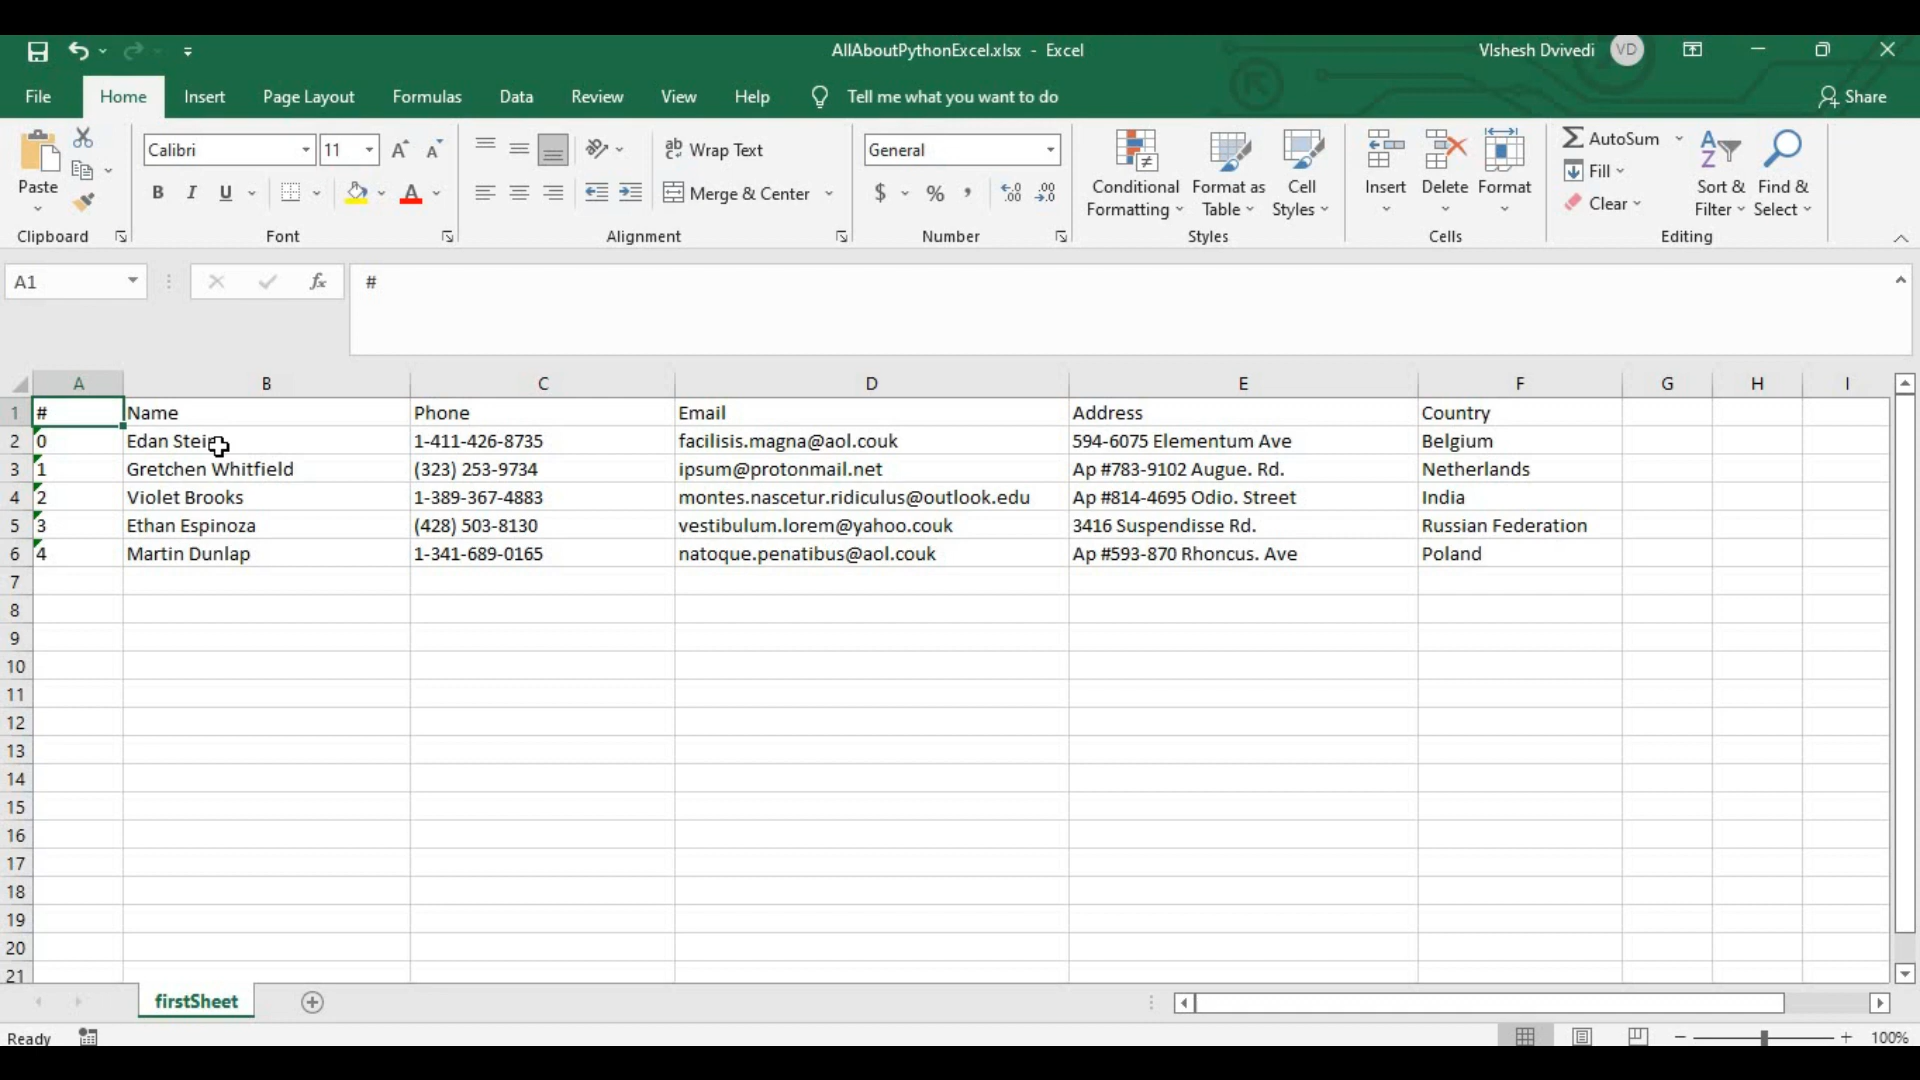 AllAboutPythonExcel.xlsx - Excel
VIshesh Dvivedi VD
File Home Insert Page Layout Formulas Data Review View Help Tell me what you want to do Share
Paste
Clipboard
Calibri 11
B I U A
Font
ab Wrap Text
Merge & Center
Alignment
General
$ % ,
Number
Conditional Formatting
Format as Table
Cell Styles
Styles
Insert Delete Format
Cells
AutoSum
Fill
Clear
Sort & Filter
Find & Select
Editing
A1 fx #
A B C D E F G H I
1 # Name Phone Email Address Country
2 0 Edan 1-411-426-8735 facilisis.magna@aol.couk 594-6075 Elementum Ave Belgium
3 1 Gretchen Whitfield (323) 253-9734 ipsum@protonmail.net Ap #783-9102 Augue. Rd. Netherlands
4 2 Violet Brooks 1-389-367-4883 montes.nascetur.ridiculus@outlook.edu Ap #814-4695 Odio. Street India
5 3 Ethan Espinoza (428) 503-8130 vestibulum.lorem@yahoo.couk 3416 Suspendisse Rd. Russian Federation
6 4 Martin Dunlap 1-341-689-0165 natoque.penatibus@aol.couk Ap #593-870 Rhoncus. Ave Poland
7
8
9
10
11
12
13
14
15
16
17
18
19
20
21
firstSheet
Ready 100%